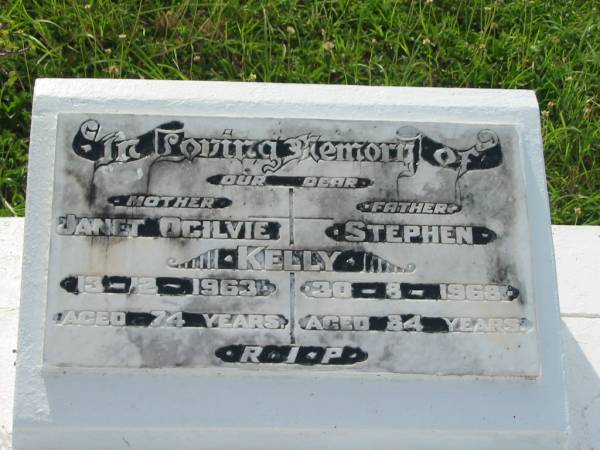 In Loving Memory of
OUR DEAR
MOTHER FATHER
JANET OGILVIE STEPHEN
KELLY
13-12-1963 30-8-1968
AGED 74 YEARS AGED 84 YEARS
R.I.P.